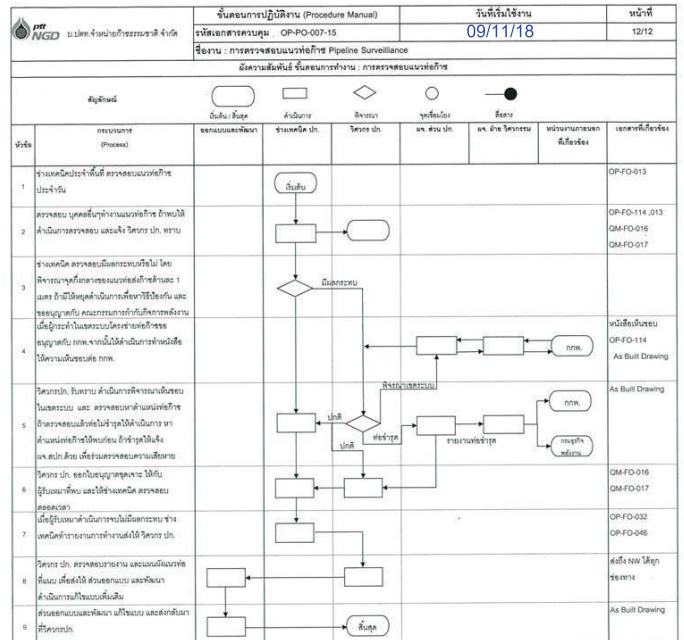 ptt
NGD
บ.ปตท.จำหน่ายก๊าซธรรมชาติ จำกัด
ขั้นตอนการปฏิบัติงาน (Procedure Manual)
วันที่เริ่มใช้งาน
หน้าที่
รหัสเอกสารควบคุม . OP-PO-007-15
09/11/18
12/12
ชื่องาน : การตรวจสอบแนวท่อก๊าซ Pipeline Surveillance
ผังความสัมพันธ์ ขั้นตอนการทำงาน : การตรวจสอบแนวท่อก๊าซ
สัญลักษณ์
เริ่มต้น / สิ้นสุด
ดำเนินการ
พิจารณา
จุดเชื่อมโยง
สื่อสาร
หัวข้อ
กระบวนการ
(Process)
ออกแบบและพัฒนา
ช่างเทคนิค ปก.
วิศวกร ปก.
ผจ. ส่วน ปก.
ผจ. ฝ่าย วิศวกรรม
หน่วยงานภายนอก
ที่เกี่ยวข้อง
เอกสารที่เกี่ยวข้อง
1
ช่างเทคนิคประจำพื้นที่ ตรวจสอบแนวท่อก๊าซ
ประจำวัน
เริ่มต้น
OP-FO-013
2
ตรวจสอบ บุคคลอื่นๆทำงานแนวท่อก๊าซ ถ้าพบให้
ดำเนินการตรวจสอบ และแจ้ง วิศวกร ปก. ทราบ
OP-FO-114 ,013
QM-FO-016
QM-FO-017
3
ช่างเทคนิค ตรวจสอบมีผลกระทบหรือไม่ โดย
พิจารณาจุดกึ่งกลางของแนวท่อส่งก๊าซด้านละ 1
เมตร ถ้ามีให้หยุดดำเนินการเพื่อหาวิธีป้องกัน และ
ขออนุญาตกับ คณะกรรมการกำกับกิจการพลังงาน
มีผลกระทบ
4
เมื่อผู้กระทำในเขตระบบโครงข่ายท่อก๊าซขอ
อนุญาตกับ กกพ.จากนั้นให้ดำเนินการทำหนังสือ
ให้ความเห็นชอบต่อ กกพ.
กกพ.
หนังสือเห็นชอบ
OP-FO-114
As Built Drawing
พิจารณาเขตระบบ
5
วิศวกรปก. รับทราบ ดำเนินการพิจารณาเห็นชอบ
ในเขตระบบ และ ตรวจสอบหาตำแหน่งท่อก๊าซ
ถ้าตรวจสอบแล้วท่อไม่ชำรุดให้ดำเนินการ หา
ตำแหน่งท่อก๊าซให้พบก่อน ถ้าชำรุดให้แจ้ง
ผจ.สปก.ด้วย เพื่อร่วมตรวจสอบความเสียหาย
ปกติ
ปกติ
ท่อชำรุด
รายงานท่อชำรุด
กกพ.
กรมธุรกิจ
พลังงาน
As Built Drawing
6
วิศวกร ปก. ออกใบอนุญาตขุดเจาะ ให้กับ
ผู้รับเหมาที่พบ และให้ช่างเทคนิค ตรวจสอบ
ตลอดเวลา
QM-FO-016
QM-FO-017
7
เมื่อผู้รับเหมาดำเนินการจบไม่มีผลกระทบ ช่าง
เทคนิคทำรายงานการทำงานส่งให้ วิศวกร ปก.
OP-FO-032
OP-FO-046
8
วิศวกร ปก. ตรวจสอบรายงาน และแผนผังแนวท่อ
ที่แนบ เพื่อส่งให้ ส่วนออกแบบ และพัฒนา
ดำเนินการแก้ไขแบบเพิ่มเติม
ส่งถึง NW ได้ทุก
ช่องทาง
9
ส่วนออกแบบและพัฒนา แก้ไขแบบ และส่งกลับมา
ที่วิศวกรปก.
สิ้นสุด
As Built Drawing